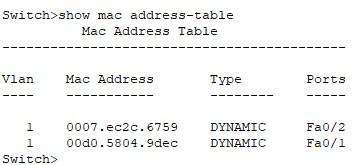 Switch>show mac address-table
          Mac Address Table
-------------------------------------------

Vlan    Mac Address       Type        Ports
----    -----------       --------    -----

   1    0007.ec2c.6759    DYNAMIC     Fa0/2
   1    00d0.5804.9dec    DYNAMIC     Fa0/1
Switch>